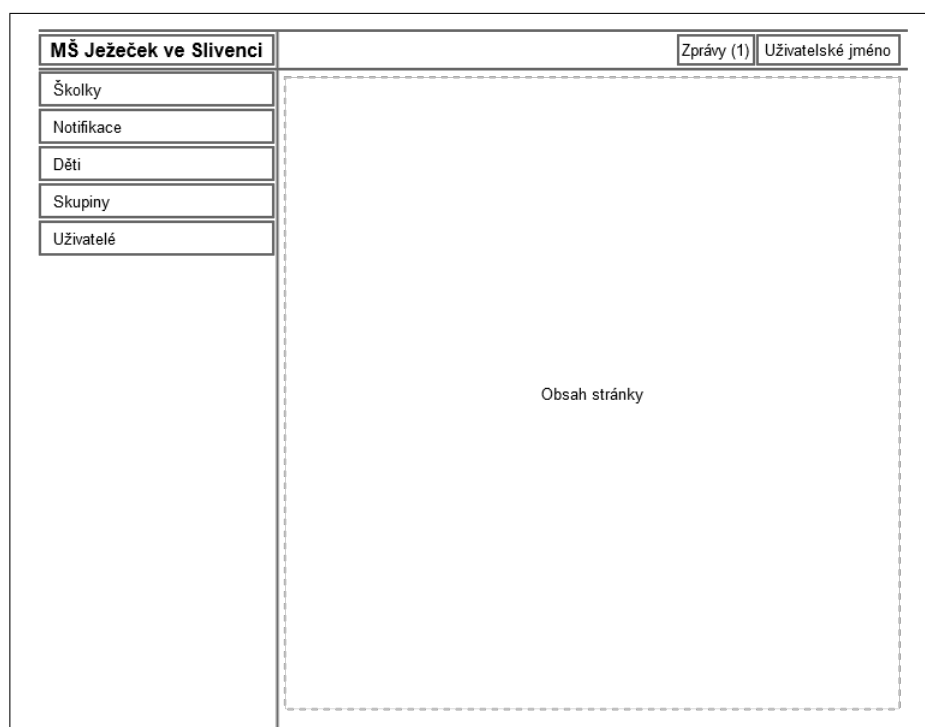 MŠ Ježeček ve Slivenci
Zprávy (1) Uživatelské jméno
Školky
Notifikace
Děti
Skupiny
Uživatelé
Obsah stránky